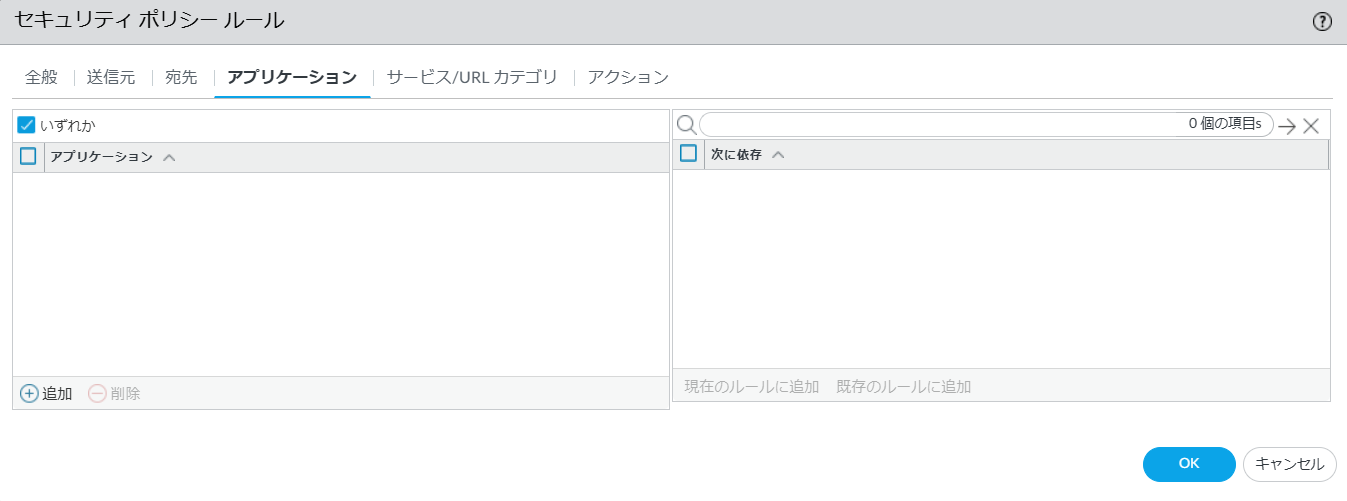 セキュリティ ポリシー ルール
全般 送信元 宛先 アプリケーション サービス/URL カテゴリ アクション
いずれか
0 個の項目s
アプリケーション
次に依存
追加 削除
現在のルールに追加 既存のルールに追加
OK キャンセル